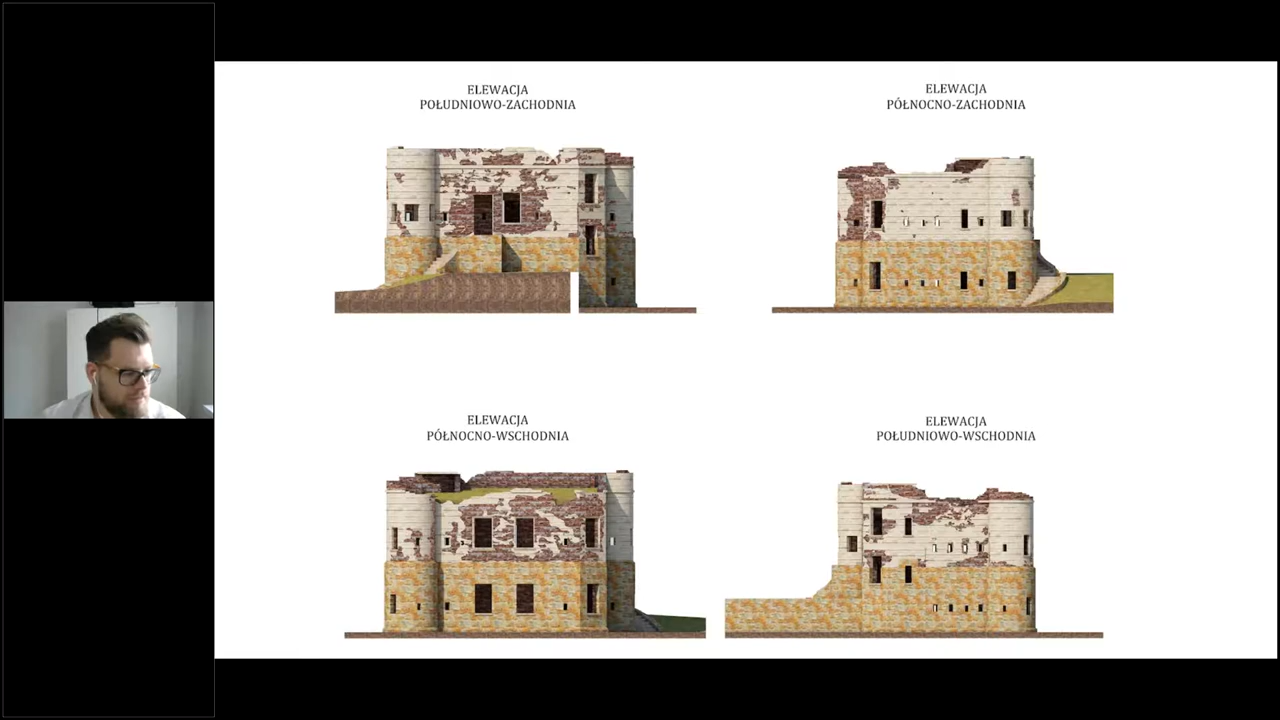 ELEWACJA
POŁUDNIOWO-ZACHODNIA
ELEWACJA
PÓŁNOCNO-ZACHODNIA
ELEWACJA
PÓŁNOCNO-WSCHODNIA
ELEWACJA
POŁUDNIOWO-WSCHODNIA